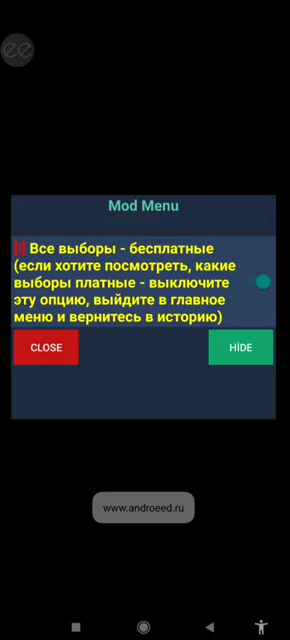 Mod Menu
Все выборы - бесплатные
(если хотите посмотреть, какие
выборы платные - выключите
эту опцию, выйдите в главное
меню и вернитесь в историю)
CLOSE
HİDE
www.androeed.ru